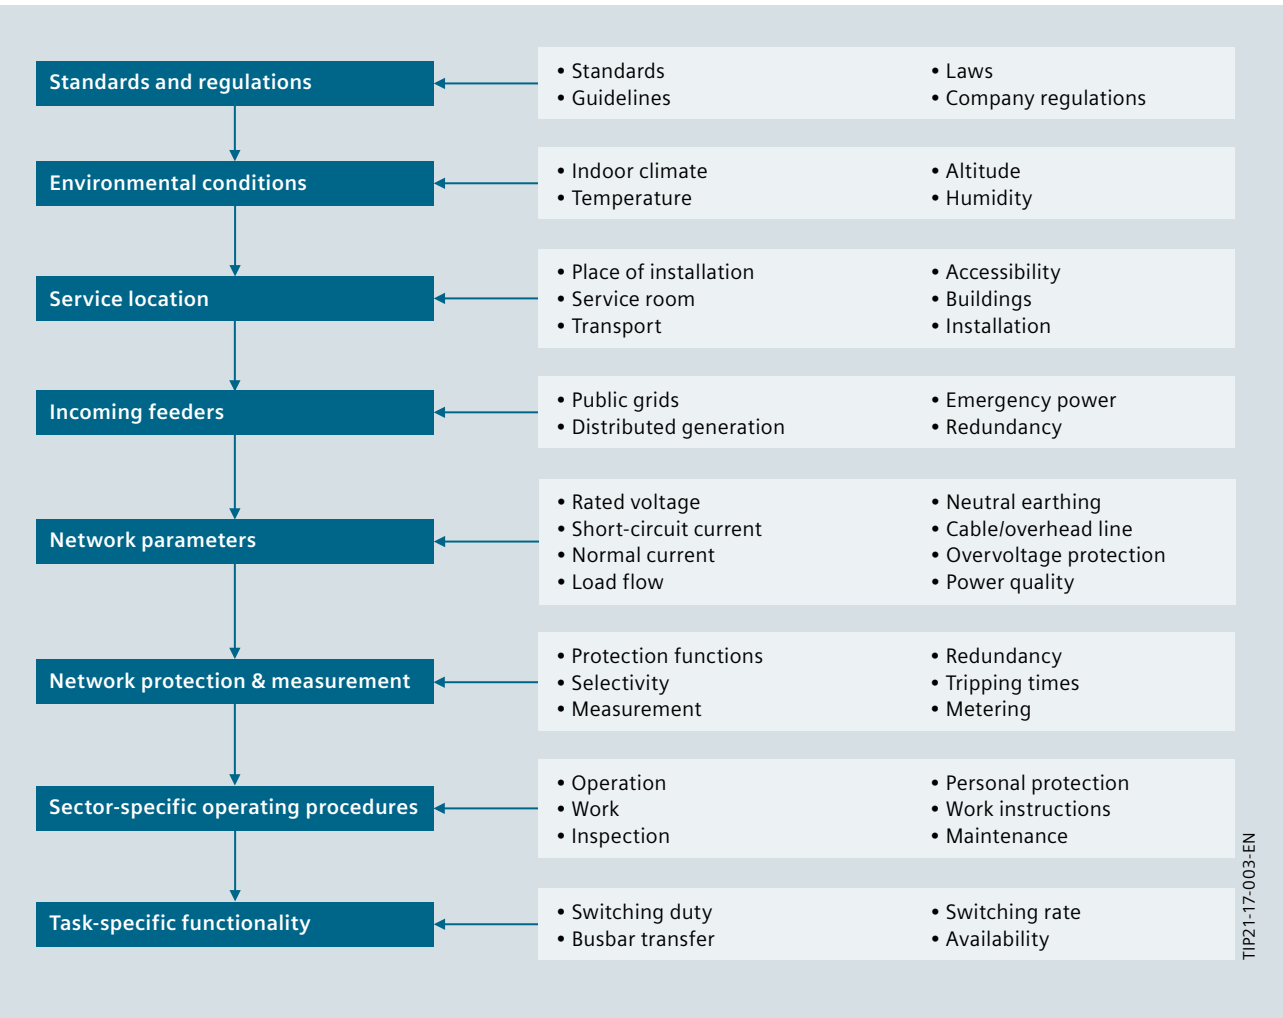 Standards and regulations
• Standards
• Guidelines
• Laws
• Company regulations
Environmental conditions
• Indoor climate
• Temperature
• Altitude
• Humidity
Service location
• Place of installation
• Service room
• Transport
• Accessibility
• Buildings
• Installation
Incoming feeders
• Public grids
• Distributed generation
• Emergency power
• Redundancy
Network parameters
• Rated voltage
• Short-circuit current
• Normal current
• Load flow
• Neutral earthing
• Cable/overhead line
• Overvoltage protection
• Power quality
Network protection & measurement
• Protection functions
• Selectivity
• Measurement
• Redundancy
• Tripping times
• Metering
Sector-specific operating procedures
• Operation
• Work
• Inspection
• Personal protection
• Work instructions
• Maintenance
Task-specific functionality
• Switching duty
• Busbar transfer
• Switching rate
• Availability
TIP21-17-003-EN